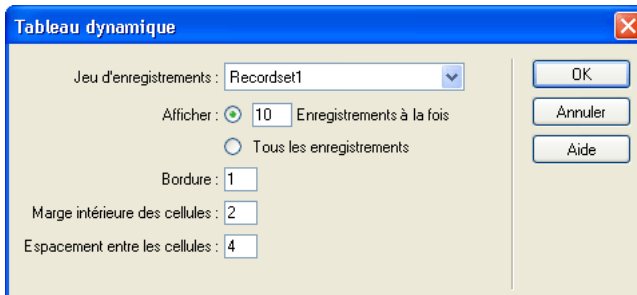 Tableau dynamique
Jeu d'enregistrements : Recordset1
Afficher : 10 Enregistrements à la fois
Tous les enregistrements
Bordure : 1
Marge intérieure des cellules : 2
Espacement entre les cellules : 4
OK
Annuler
Aide